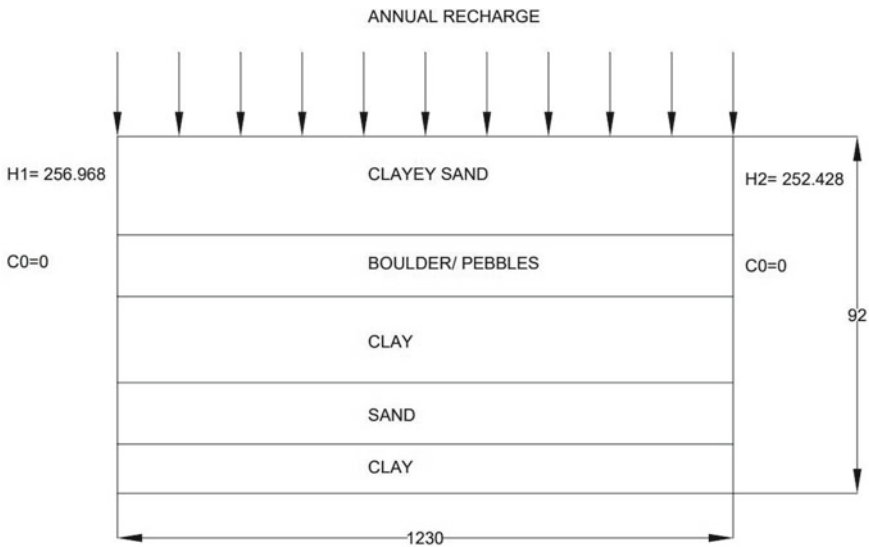 ANNUAL RECHARGE
H1= 256.968
CLAYEY SAND
H2= 252.428
C0=0
BOULDER/ PEBBLES
C0=0
92
CLAY
SAND
CLAY
1230